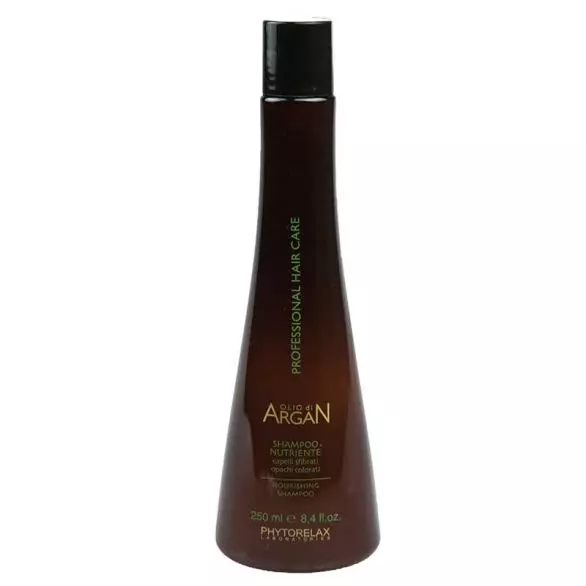 PROFESSIONAL HAIR CARE
OLIO DI
ARGAN
SHAMPOO
NUTRIENTE
capelli sfibrati
opachi colorati
NOURISHING
SHAMPOO
250 ml e 8,4 fl.oz.
PHYTORELAX
LABORATORIES